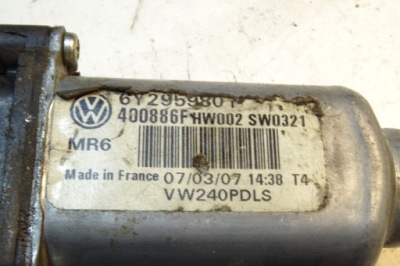 6Y2959801
400886F HW002 SW0321
MR6
Made in France 07/03/07 14:38 T4
VW240PDLS